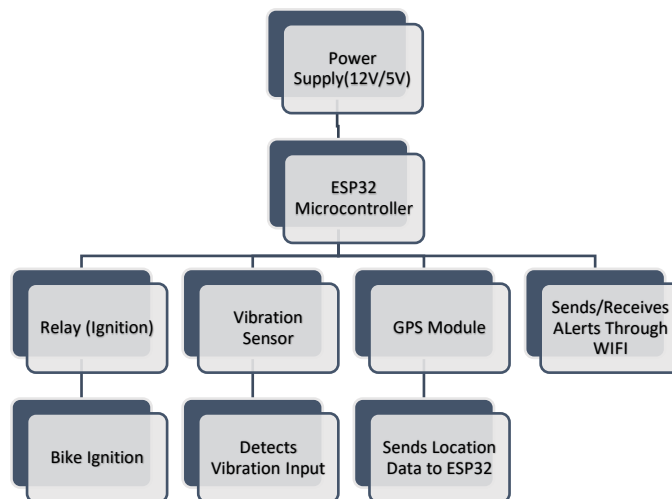 Power
Supply(12V/5V)
ESP32
Microcontroller
Relay (Ignition)
Vibration
Sensor
GPS Module
Sends/Receives
ALerts Through
WIFI
Bike Ignition
Detects
Vibration Input
Sends Location
Data to ESP32